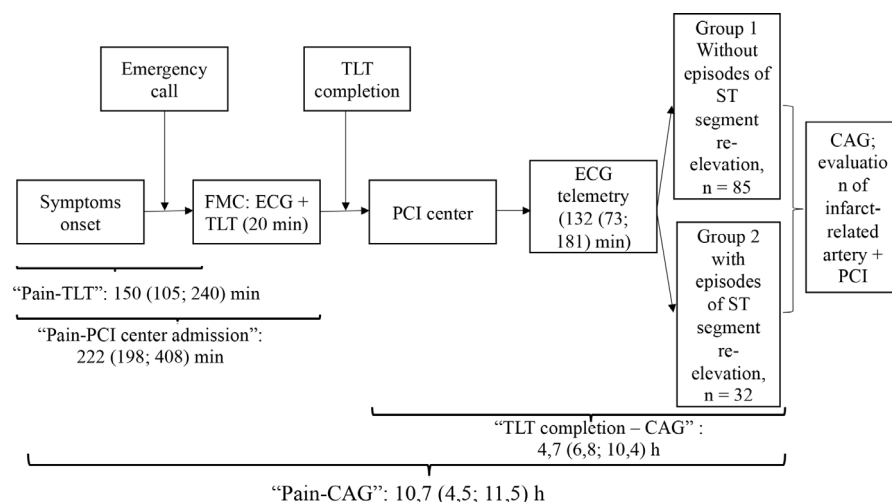 Emergency
call
TLT
completion
Symptoms
onset
FMC: ECG +
TLT (20 min)
PCI center
ECG
telemetry
(132 (73;
181) min)
Group 1
Without
episodes of
ST
segment
re-
elevation,
n = 85
Group 2
with
episodes
of ST
segment
re-
elevation,
n = 32
CAG;
evaluatio
n of
infarct-
related
artery +
PCI
“Pain-TLT”: 150 (105; 240) min
“Pain-PCI center admission”:
222 (198; 408) min
“TLT completion – CAG” :
4,7 (6,8; 10,4) h
“Pain-CAG”: 10,7 (4,5; 11,5) h